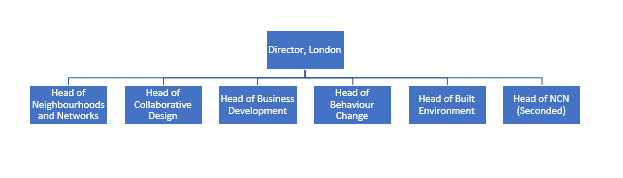 Director, London
Head of
Neighbourhoods
and Networks
Head of
Collaborative
Design
Head of Business
Development
Head of
Behaviour
Change
Head of Built
Environment
Head of NCN
(Seconded)